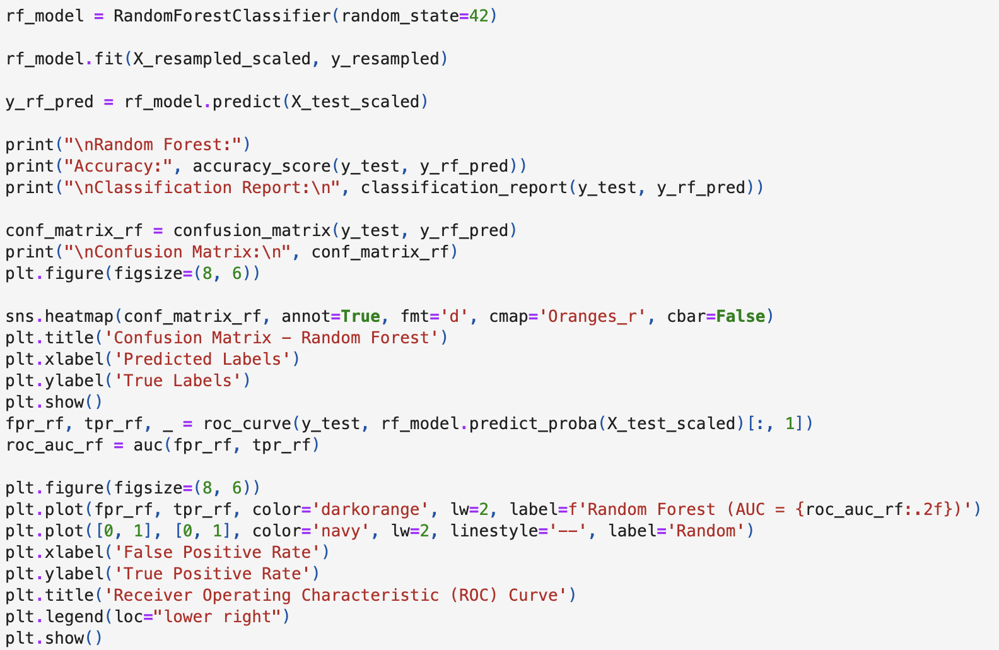 rf_model = RandomForestClassifier(random_state=42)
rf_model.fit(X_resampled_scaled, y_resampled)
y_rf_pred = rf_model.predict(X_test_scaled)
print("\nRandom Forest:")
print("Accuracy:", accuracy_score(y_test, y_rf_pred))
print("\nClassification Report:\n", classification_report(y_test, y_rf_pred))
conf_matrix_rf = confusion_matrix(y_test, y_rf_pred)
print("\nConfusion Matrix:\n", conf_matrix_rf)
plt.figure(figsize=(8, 6))
sns.heatmap(conf_matrix_rf, annot=True, fmt='d', cmap='Oranges_r', cbar=False)
plt.title('Confusion Matrix – Random Forest')
plt.xlabel('Predicted Labels')
plt.ylabel('True Labels')
plt.show()
fpr_rf, tpr_rf, _ = roc_curve(y_test, rf_model.predict_proba(X_test_scaled)[:, 1])
roc_auc_rf = auc(fpr_rf, tpr_rf)
plt.figure(figsize=(8, 6))
plt.plot(fpr_rf, tpr_rf, color='darkorange', lw=2, label=f'Random Forest (AUC = {roc_auc_rf:.2f})')
plt.plot([0, 1], [0, 1], color='navy', lw=2, linestyle='--', label='Random')
plt.xlabel('False Positive Rate')
plt.ylabel('True Positive Rate')
plt.title('Receiver Operating Characteristic (ROC) Curve')
plt.legend(loc="lower right")
plt.show()